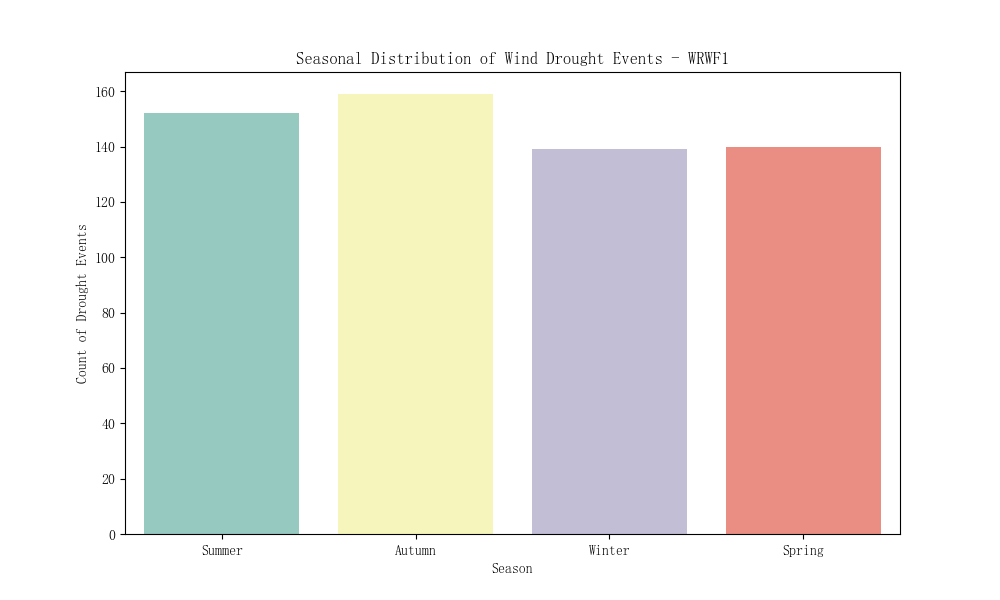 Seasonal Distribution of Wind Drought Events - WRWF1
Count of Drought Events
160
140
120
100
80
60
40
20
0
Summer Autumn Winter Spring
Season